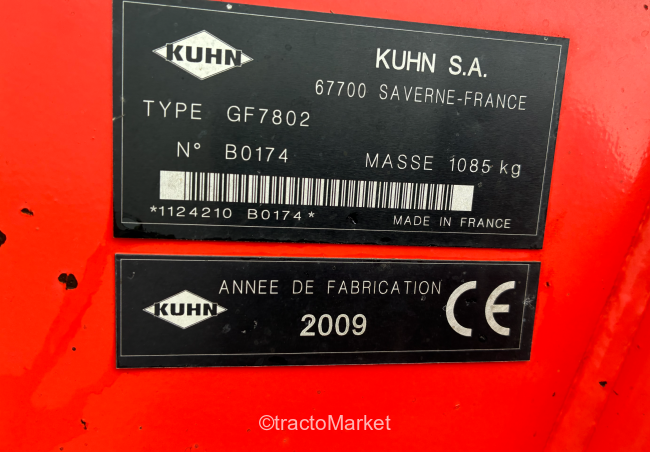 KUHN
KUHN S.A.
67700 SAVERNE-FRANCE
TYPE GF7802
N° B0174 MASSE 1085 kg
*1124210 B0174*
MADE IN FRANCE
KUHN
ANNEE DE FABRICATION
2009
CE
©tractoMarket